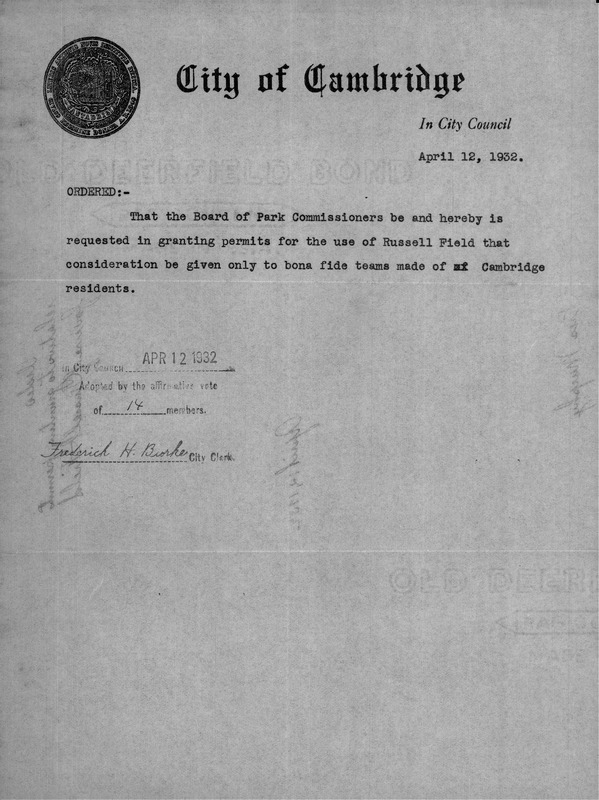 City of Cambridge
In City Council
April 12, 1932.
OLD DEERFIELD BOND
ORDERED:-
That the Board of Park Commissioners be and hereby is
requested in granting permits for the use of Russell Field that
consideration be given only to bona fide teams made of Cambridge
residents.
APR 12 1932
In City Council
Adopted by the affirmative vote
of 14 members.
Frederick H. Burke City Clerk.
OLD DEER